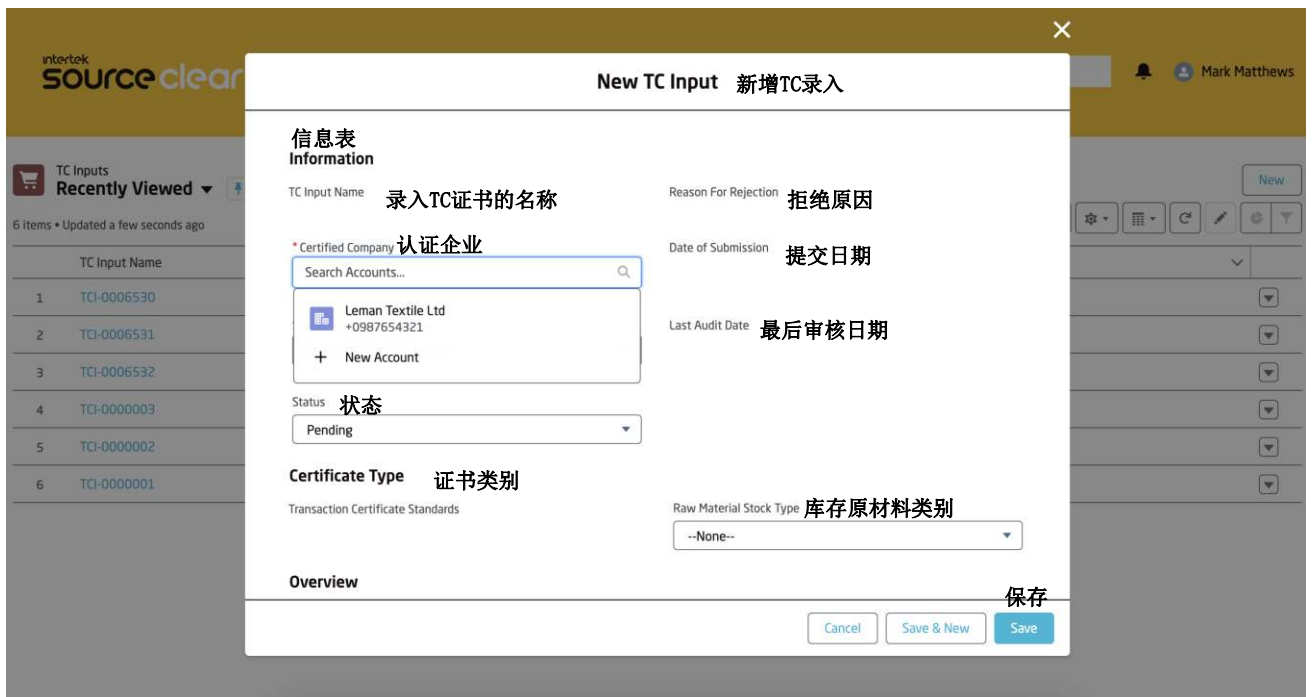 intertek
source clear
Mark Matthews
New TC Input 新增TC录入
TC Inputs
Recently Viewed
New
6 items • Updated a few seconds ago
TC Input Name
1 TCI-0006530
2 TCI-0006531
3 TCI-0006532
4 TCI-0000003
5 TCI-0000002
6 TCI-0000001
信息表
Information
TC Input Name 录入TC证书的名称
Reason For Rejection 拒绝原因
*Certified Company 认证企业
Date of Submission 提交日期
Search Accounts...
Leman Textile Ltd
+0987654321
Last Audit Date 最后审核日期
+ New Account
Status 状态
Pending
Certificate Type 证书类别
Transaction Certificate Standards
Raw Material Stock Type 库存原材料类别
--None--
Overview
保存
Cancel
Save & New
Save